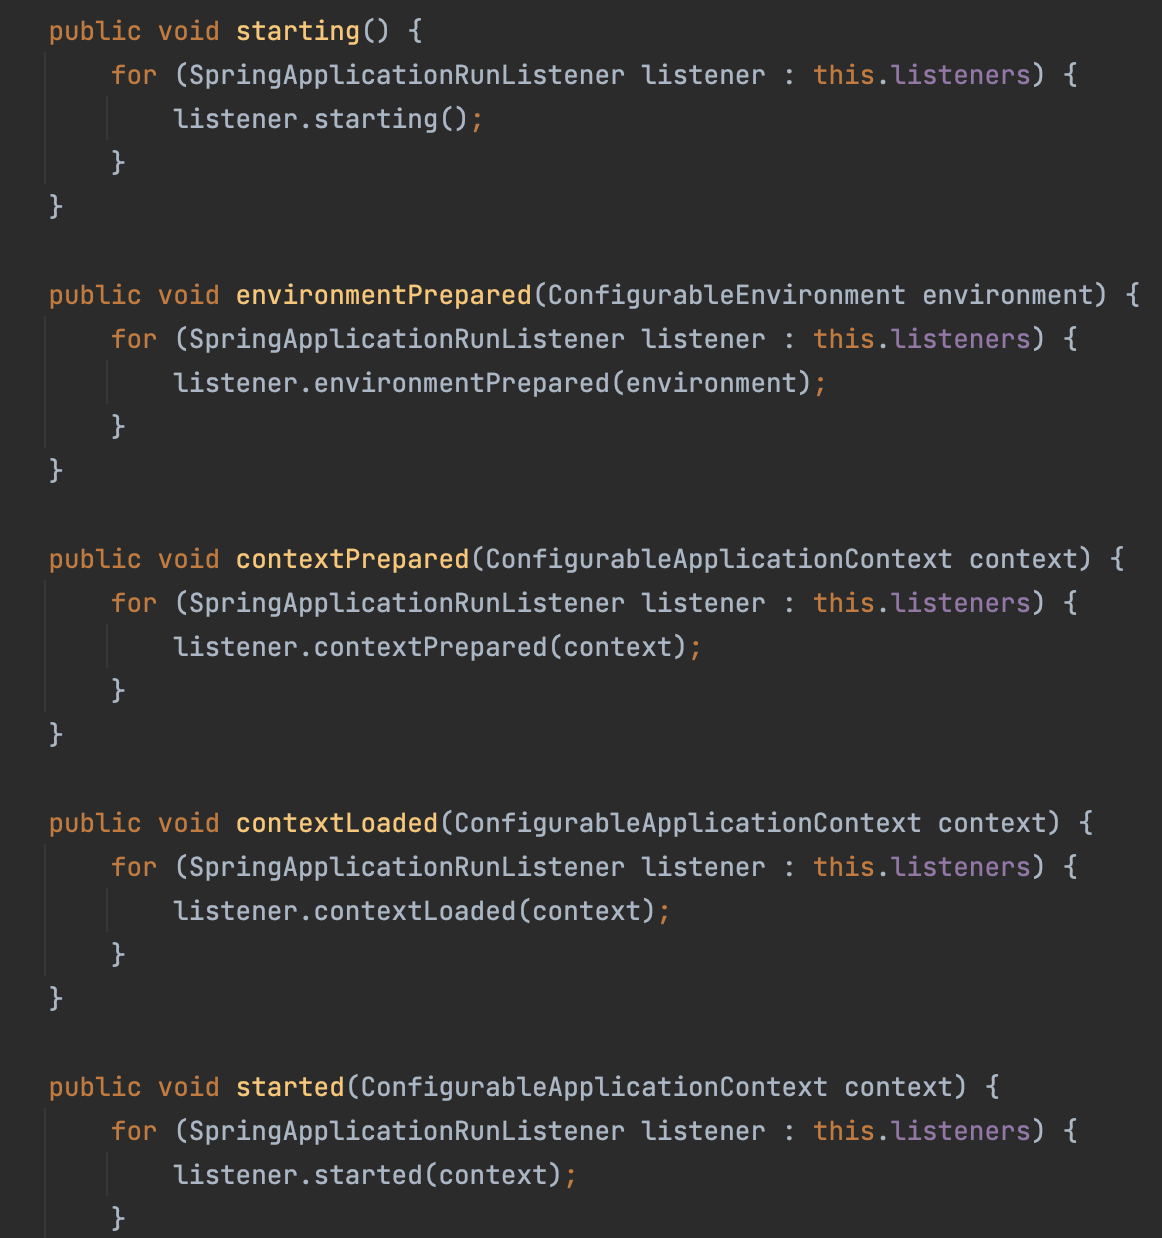 public void starting() {
for (SpringApplicationRunListener listener : this.listeners) {
listener.starting();
}
}
public void environmentPrepared(ConfigurableEnvironment environment) {
for (SpringApplicationRunListener listener : this.listeners) {
listener.environmentPrepared(environment);
}
}
public void contextPrepared(ConfigurableApplicationContext context) {
for (SpringApplicationRunListener listener : this.listeners) {
listener.contextPrepared(context);
}
}
public void contextLoaded(ConfigurableApplicationContext context) {
for (SpringApplicationRunListener listener : this.listeners) {
listener.contextLoaded(context);
}
}
public void started(ConfigurableApplicationContext context) {
for (SpringApplicationRunListener listener : this.listeners) {
listener.started(context);
}